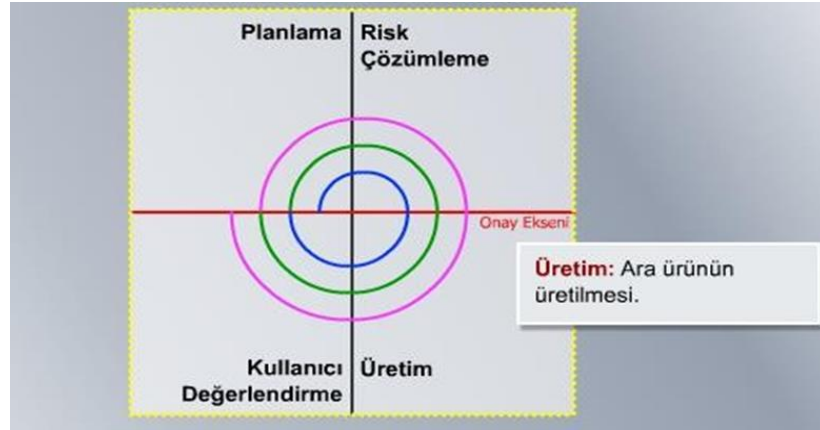 Planlama
Risk
Çözümleme
Onay Ekseni
Üretim: Ara ürünün
üretilmesi.
Kullanıcı
Değerlendirme
Üretim